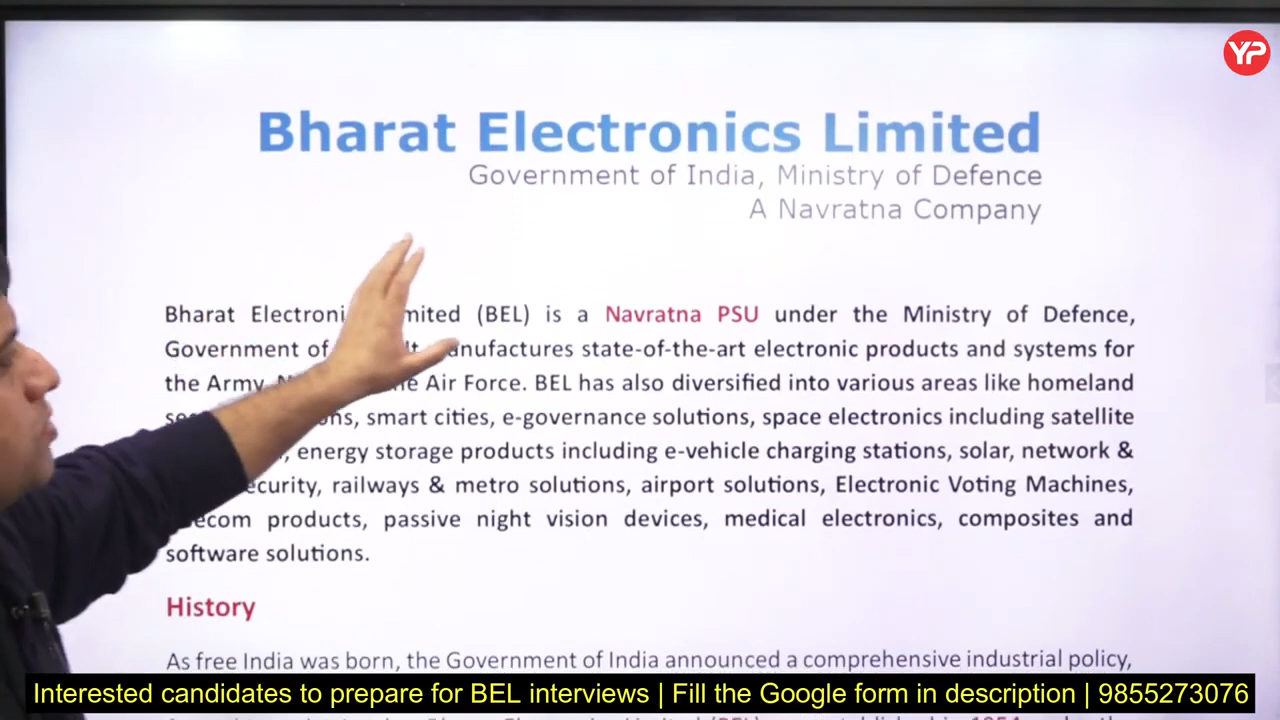 YP
Bharat Electronics Limited
Government of India, Ministry of Defence
A Navratna Company
Bharat Electroni mited (BEL) is a Navratna PSU under the Ministry of Defence,
Government of anufactures state-of-the-art electronic products and systems for
the Army, Air Force. BEL has also diversified into various areas like homeland
smart cities, e-governance solutions, space electronics including satellite
energy storage products including e-vehicle charging stations, solar, network &
ecurity, railways & metro solutions, airport solutions, Electronic Voting Machines,
ecom products, passive night vision devices, medical electronics, composites and
software solutions.
History
As free India was born, the Government of India announced a comprehensive industrial policy,
Interested candidates to prepare for BEL interviews | Fill the Google form in description | 9855273076